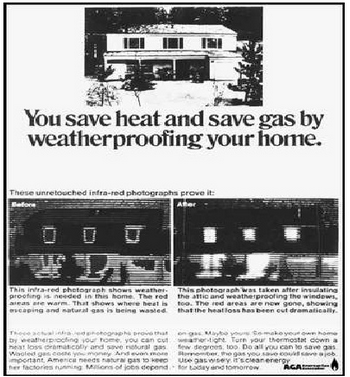 You save heat and save gas by
weatherproofing your home.
These unretouched infra-red photographs prove it:
Before
After
This infra-red photograph shows weather-
proofing is needed in this home. The red
areas are warm. That shows where heat is
escaping and natural gas is being wasted.
This photograph was taken after insulating
the attic and weatherproofing the windows,
too. The red areas are now gone, showing
that the heat loss has been cut dramatically.
These actual infra-red photographs prove that
by weatherproofing your home, you can cut
heat loss dramatically and save natural gas.
Wasted gas costs you money. And even more
important, America needs natural gas to keep
her factories running. Millions of jobs depend
on gas. Maybe yours. So make your own home
weather-tight. Turn your thermostat down a
few degrees, too. Do all you can to save gas.
Remember, the gas you save could save a job.
Use gas wisely. It's clean energy
for today and tomorrow.
AGA American Gas Association